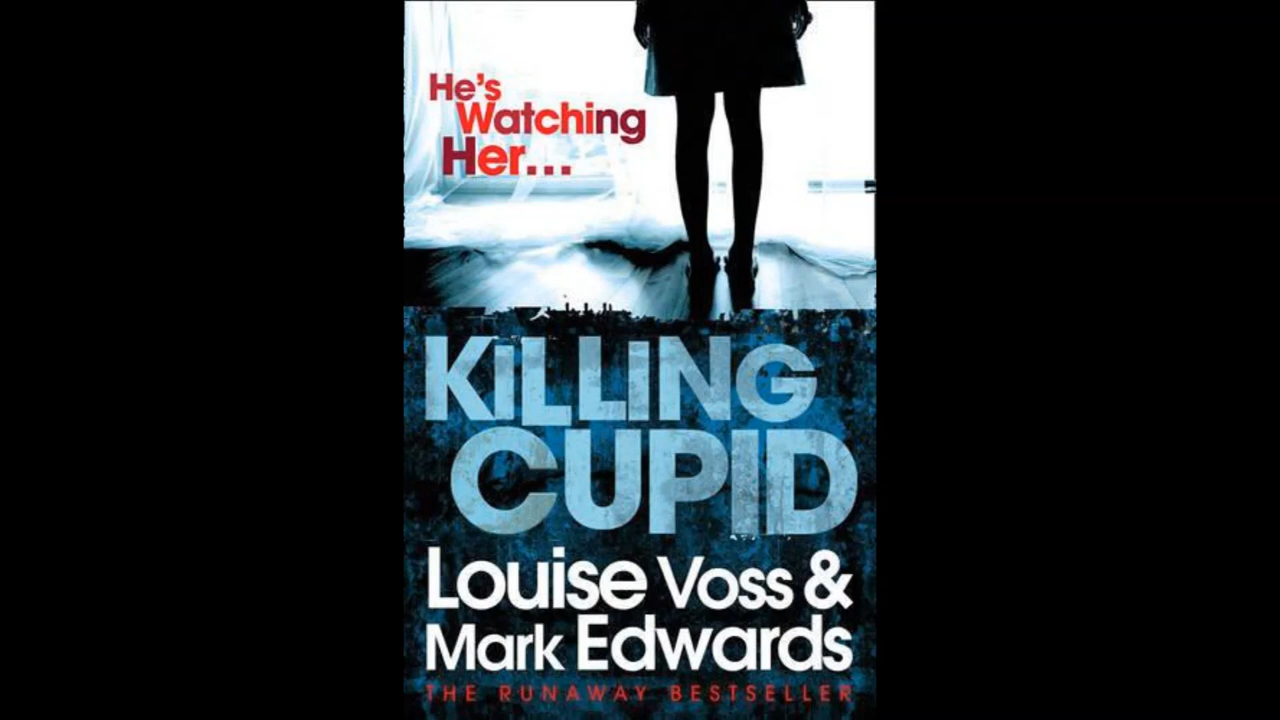 He's
Watching
Her...
KiLLiNG
CUPID
Louise Voss &
Mark Edwards
THE RUNAWAY BESTSELLER